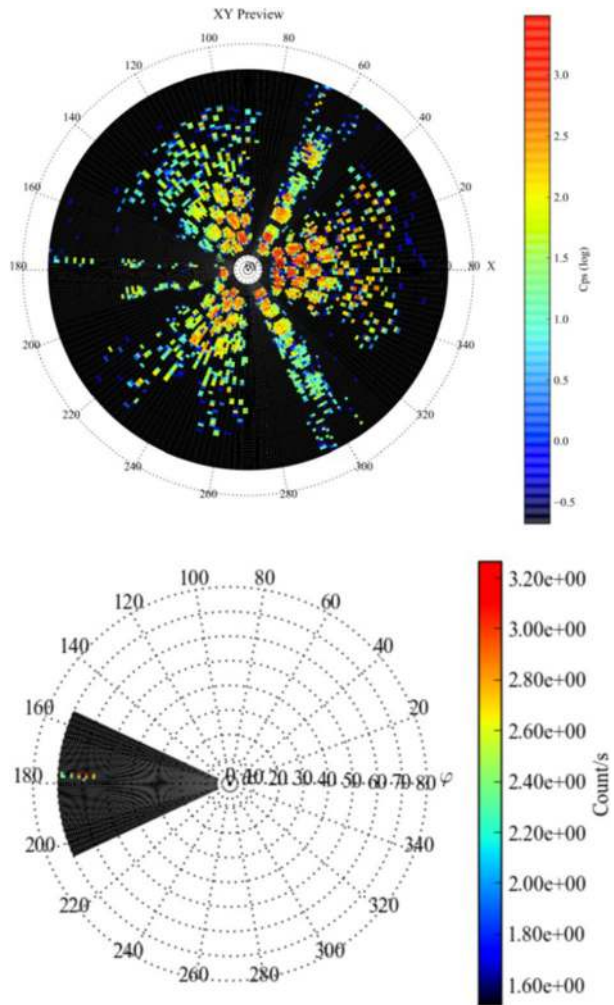 XY Preview
100 80
120 60
140 40
160 20
180 0 80 X
200 340
220 320
240 300
260 280
3.0
2.5
2.0
1.5
1.0
0.5
0.0
−0.5
Cps (log)
100 80
120 60
140 40
160 20
180 0 10 20 30 40 50 60 70 80 φ
200 340
220 320
240 300
260 280
3.20e+00
3.00e+00
2.80e+00
2.60e+00
2.40e+00
2.20e+00
2.00e+00
1.80e+00
1.60e+00
Count/s